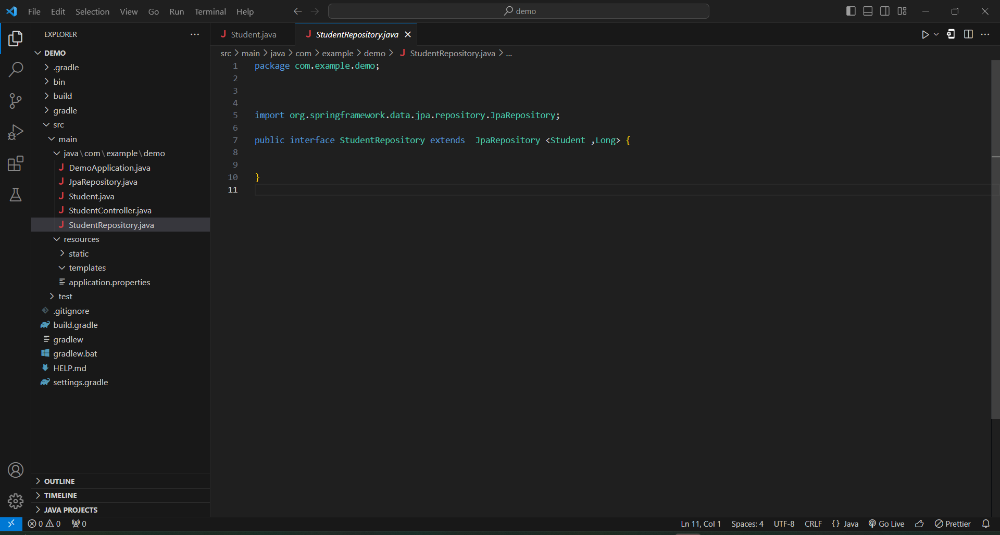 File Edit Selection View Go Run Terminal Help
demo
EXPLORER
Student.java
StudentRepository.java
DEMO
src > main > java > com > example > demo > StudentRepository.java > ...
.gradle
bin
build
gradle
src
main
java\com\example\demo
DemoApplication.java
JpaRepository.java
Student.java
StudentController.java
StudentRepository.java
resources
static
templates
application.properties
test
.gitignore
build.gradle
gradlew
gradlew.bat
HELP.md
settings.gradle
OUTLINE
TIMELINE
JAVA PROJECTS
1 package com.example.demo;
2
3
4
5 import org.springframework.data.jpa.repository.JpaRepository;
6
7 public interface StudentRepository extends  JpaRepository <Student ,Long> {
8
9
10 }
11
0 0 0
Ln 11, Col 1 Spaces: 4 UTF-8 CRLF {} Java Go Live Prettier